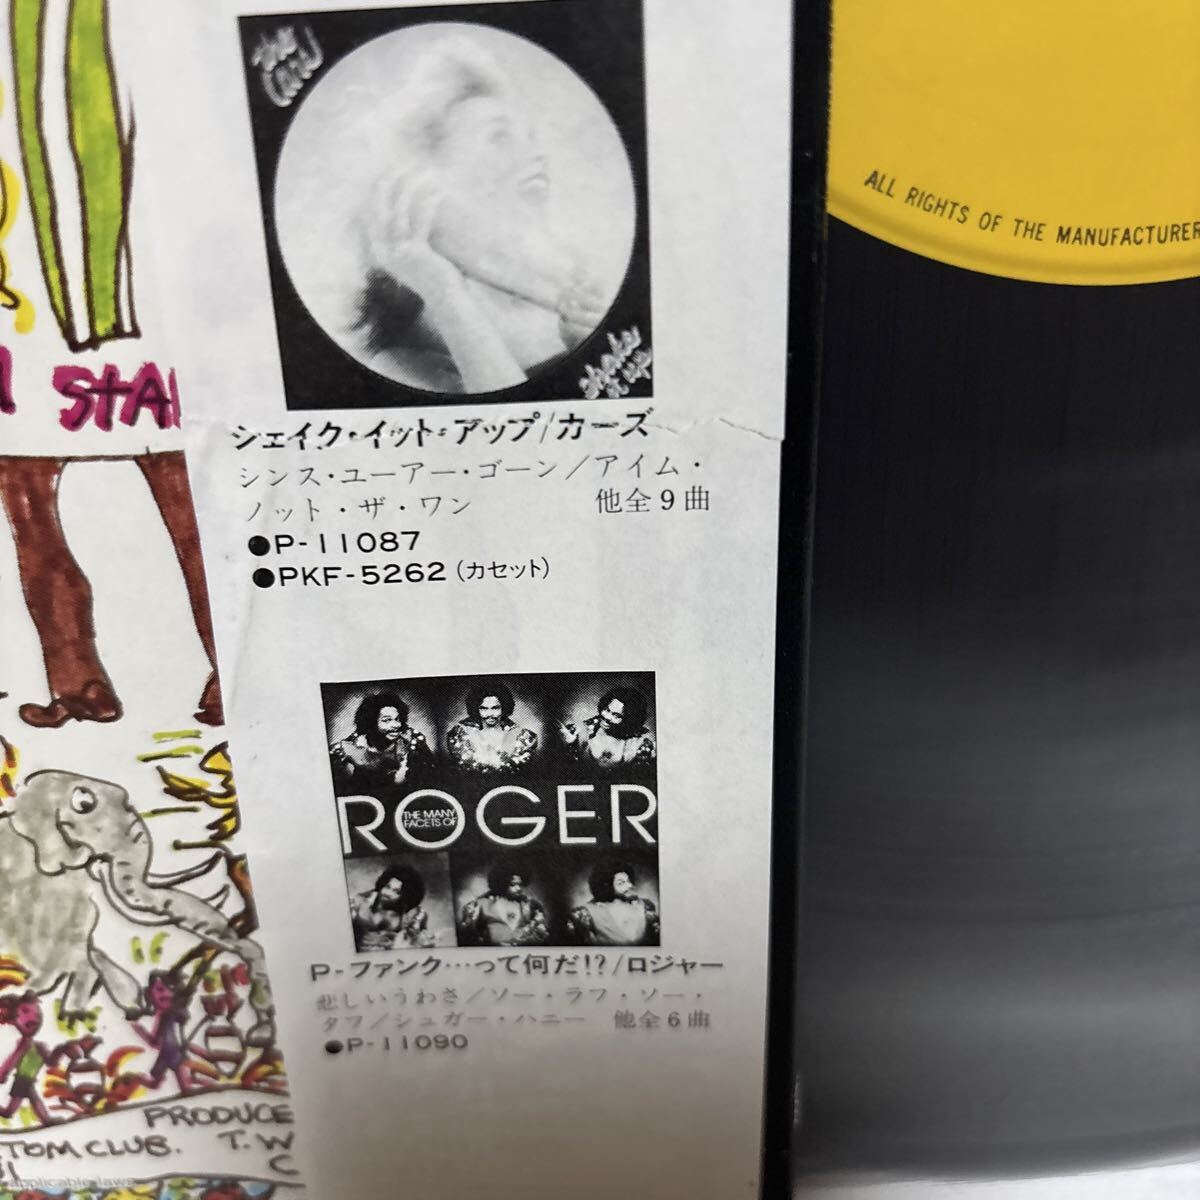 the cars
shake it up
シェイク・イット・アップ/カーズ
シンス・ユーアー・ゴーン/アイム・
ノット・ザ・ワン 他全9曲
●P-11087
●PKF-5262(カセット)
ROGER
THE MANY
FACETS OF
P-ファンク…って何だ!?/ロジャー
悲しいうわさ/ソー・ラフ・ソー・
タフ/シュガー・ハニー 他全6曲
●P-11090
STA
PRODUCE
TOM CLUB. T.W
C
applicable laws
ALL RIGHTS OF THE MANUFACTURER